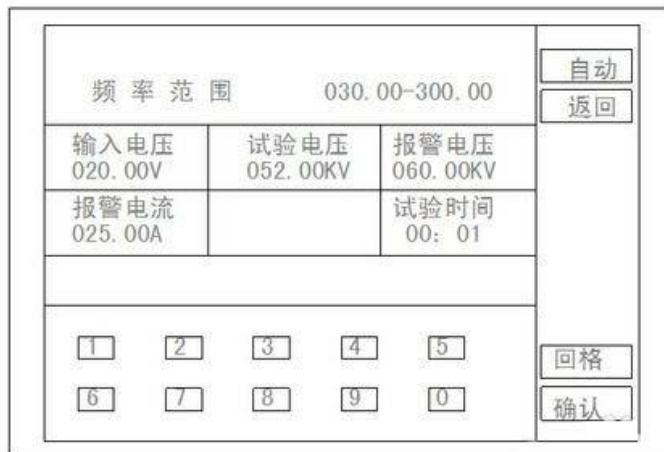 频率范围 030.00-300.00
自动
返回
输入电压 试验电压 报警电压
020.00V 052.00KV 060.00KV
报警电流 试验时间
025.00A 00: 01
1 2 3 4 5
回格
6 7 8 9 0
确认